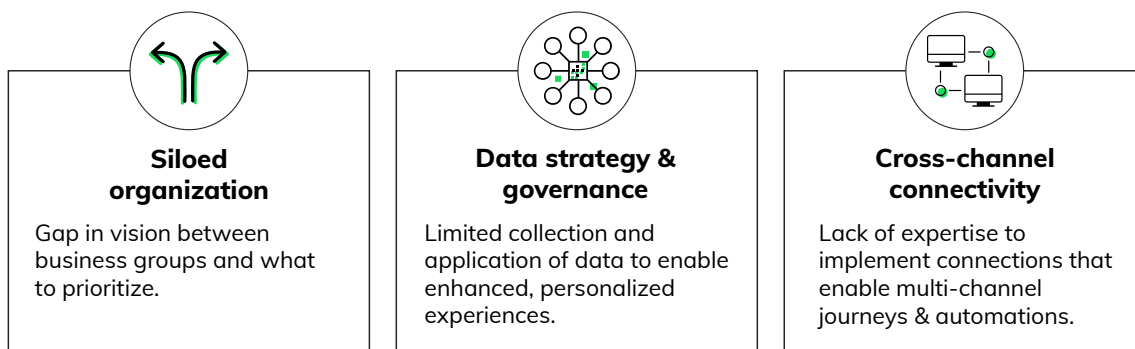 Siloed
organization
Gap in vision between
business groups and what
to prioritize.
Data strategy &
governance
Limited collection and
application of data to enable
enhanced, personalized
experiences.
Cross-channel
connectivity
Lack of expertise to
implement connections that
enable multi-channel
journeys & automations.